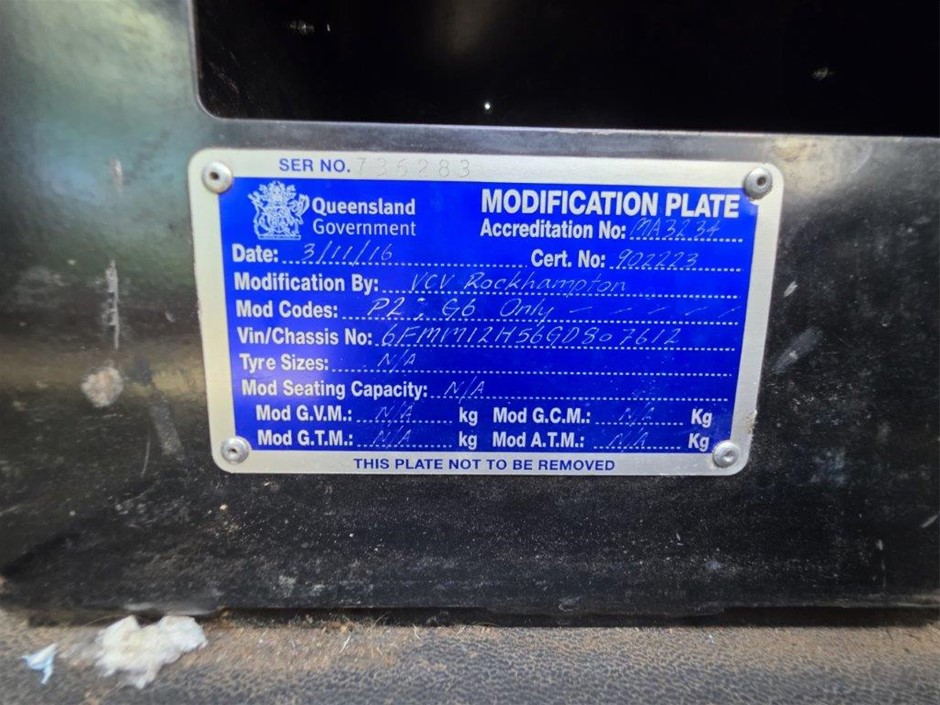 SER NO. 736283
Queensland Government
MODIFICATION PLATE
Accreditation No: MA3234
Date: 3/11/16 Cert. No: 902223
Modification By: VCV Rockhampton
Mod Codes: P2; G6 Only - - - - -
Vin/Chassis No: 6FM1M12H56GD807612
Tyre Sizes: N/A
Mod Seating Capacity: N/A
Mod G.V.M.: N/A kg Mod G.C.M.: N/A Kg
Mod G.T.M.: N/A kg Mod A.T.M.: N/A Kg
THIS PLATE NOT TO BE REMOVED